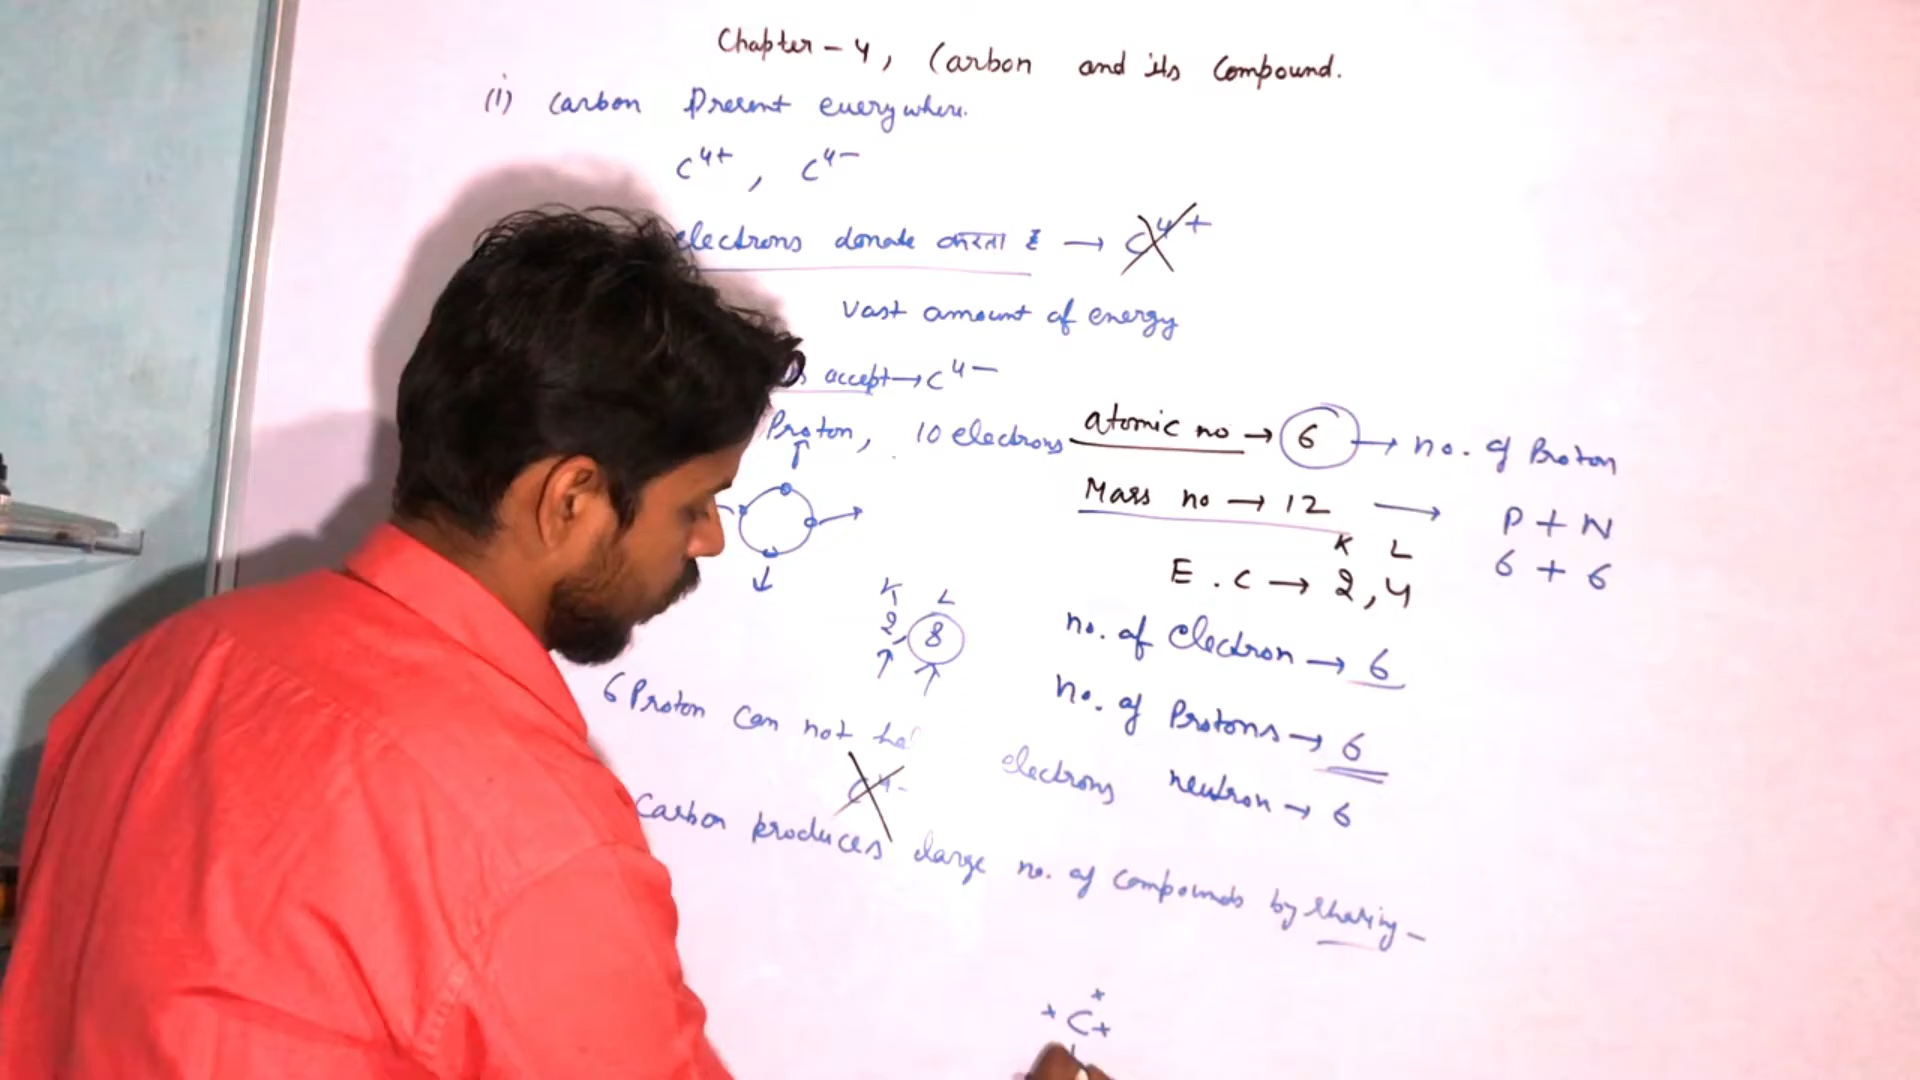 Chapter - 4, Carbon and its Compound.
(i) Carbon Present everywhere.
C⁴⁺, C⁴⁻
electrons donate करता है → C⁴⁺
Vast amount of energy
accept → C⁴⁻
Proton, 10 electrons
atomic no → 6 → no. of Proton
Mass no → 12 → P + N
6 + 6
K L
E.C → 2, 4
K L
2, 8
no. of electron → 6
no. of Protons → 6
neutron → 6
6 Proton can not electrons
C⁴⁻
Carbon produces large no. of compounds by sharing -
C